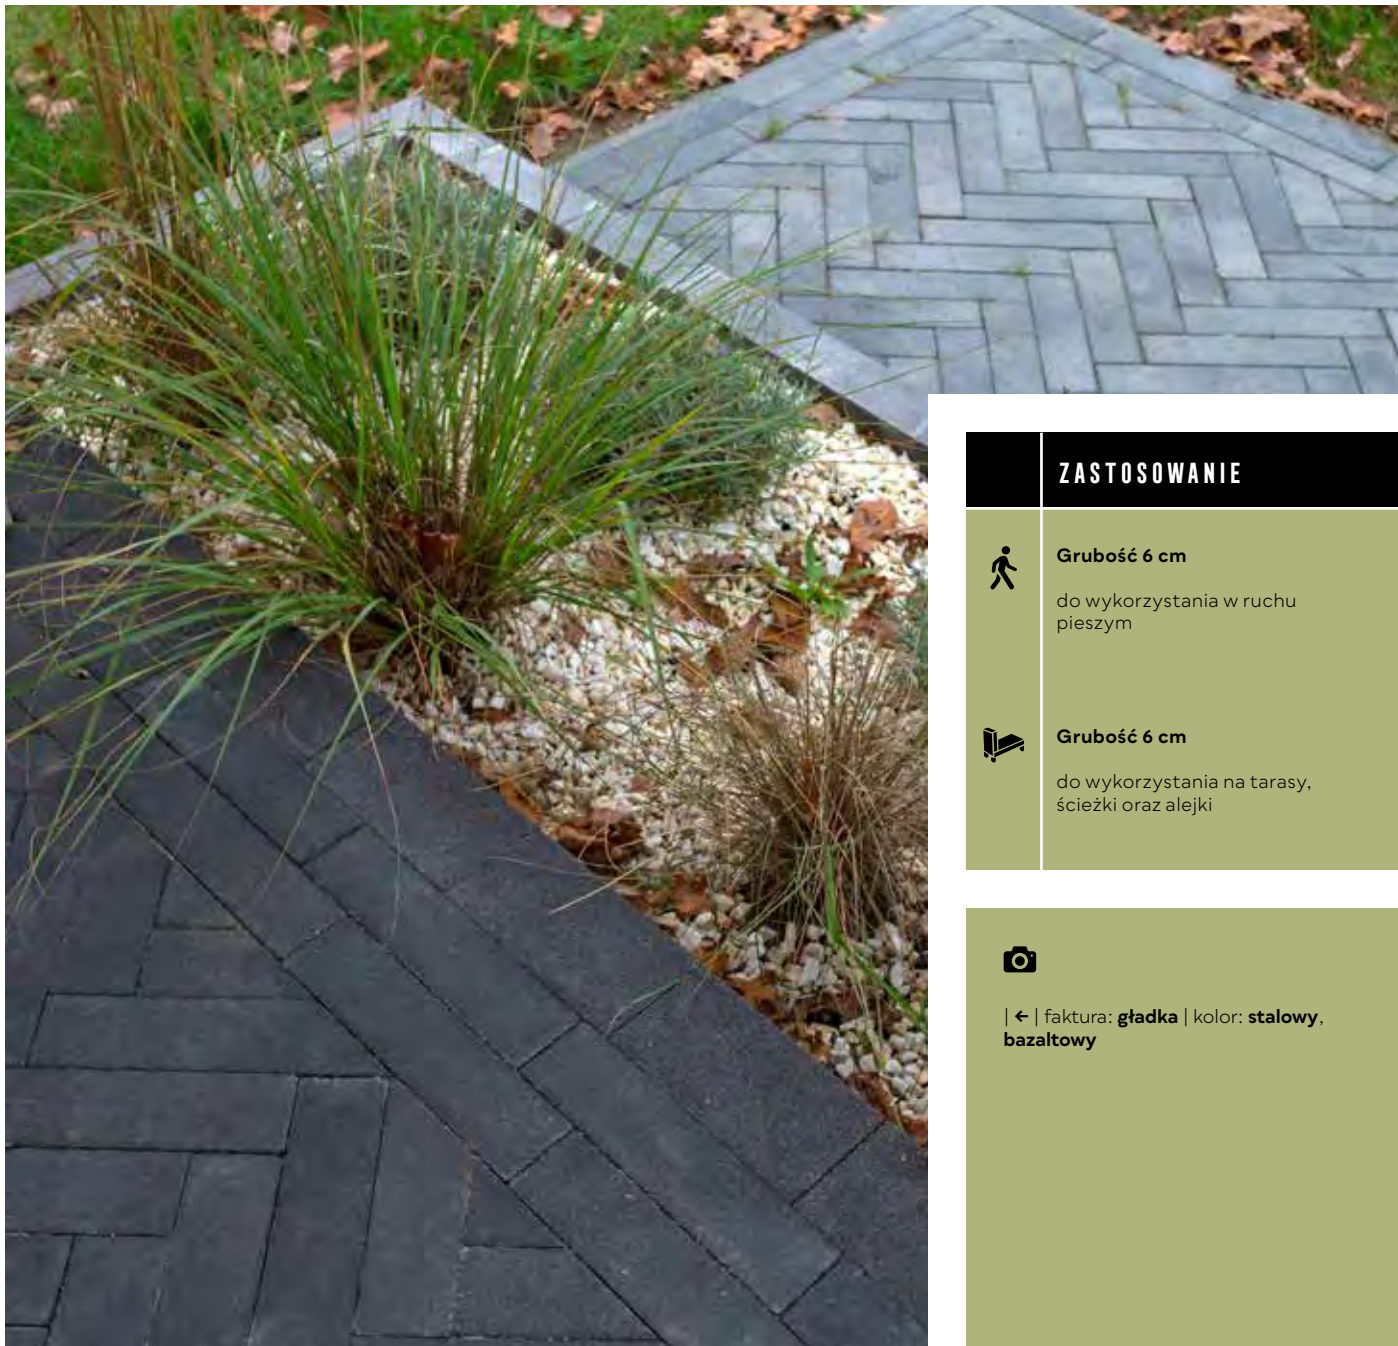 ZASTOSOWANIE
Grubość 6 cm
do wykorzystania w ruchu
pieszym
Grubość 6 cm
do wykorzystania na tarasy,
ścieżki oraz alejki
| ← | faktura: gładka | kolor: stalowy,
bazaltowy